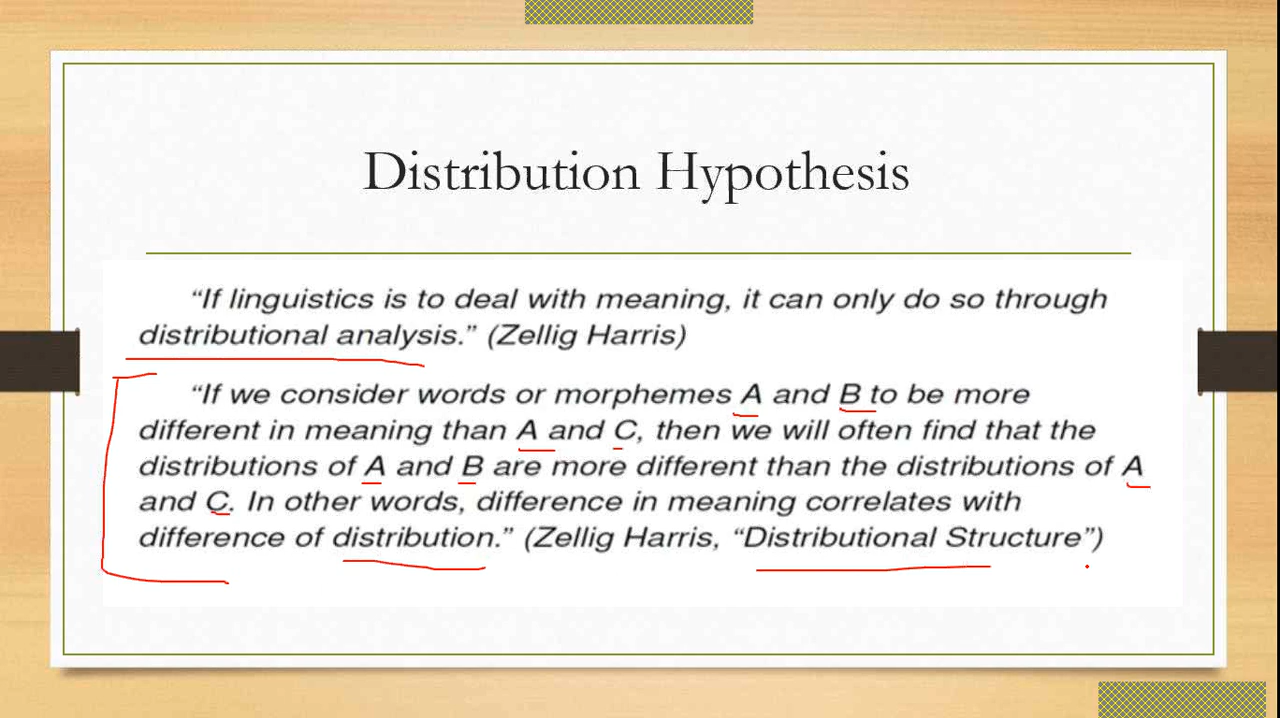 Distribution Hypothesis
“If linguistics is to deal with meaning, it can only do so through
distributional analysis.” (Zellig Harris)
“If we consider words or morphemes A and B to be more
different in meaning than A and C, then we will often find that the
distributions of A and B are more different than the distributions of A
and C. In other words, difference in meaning correlates with
difference of distribution.” (Zellig Harris, “Distributional Structure”)